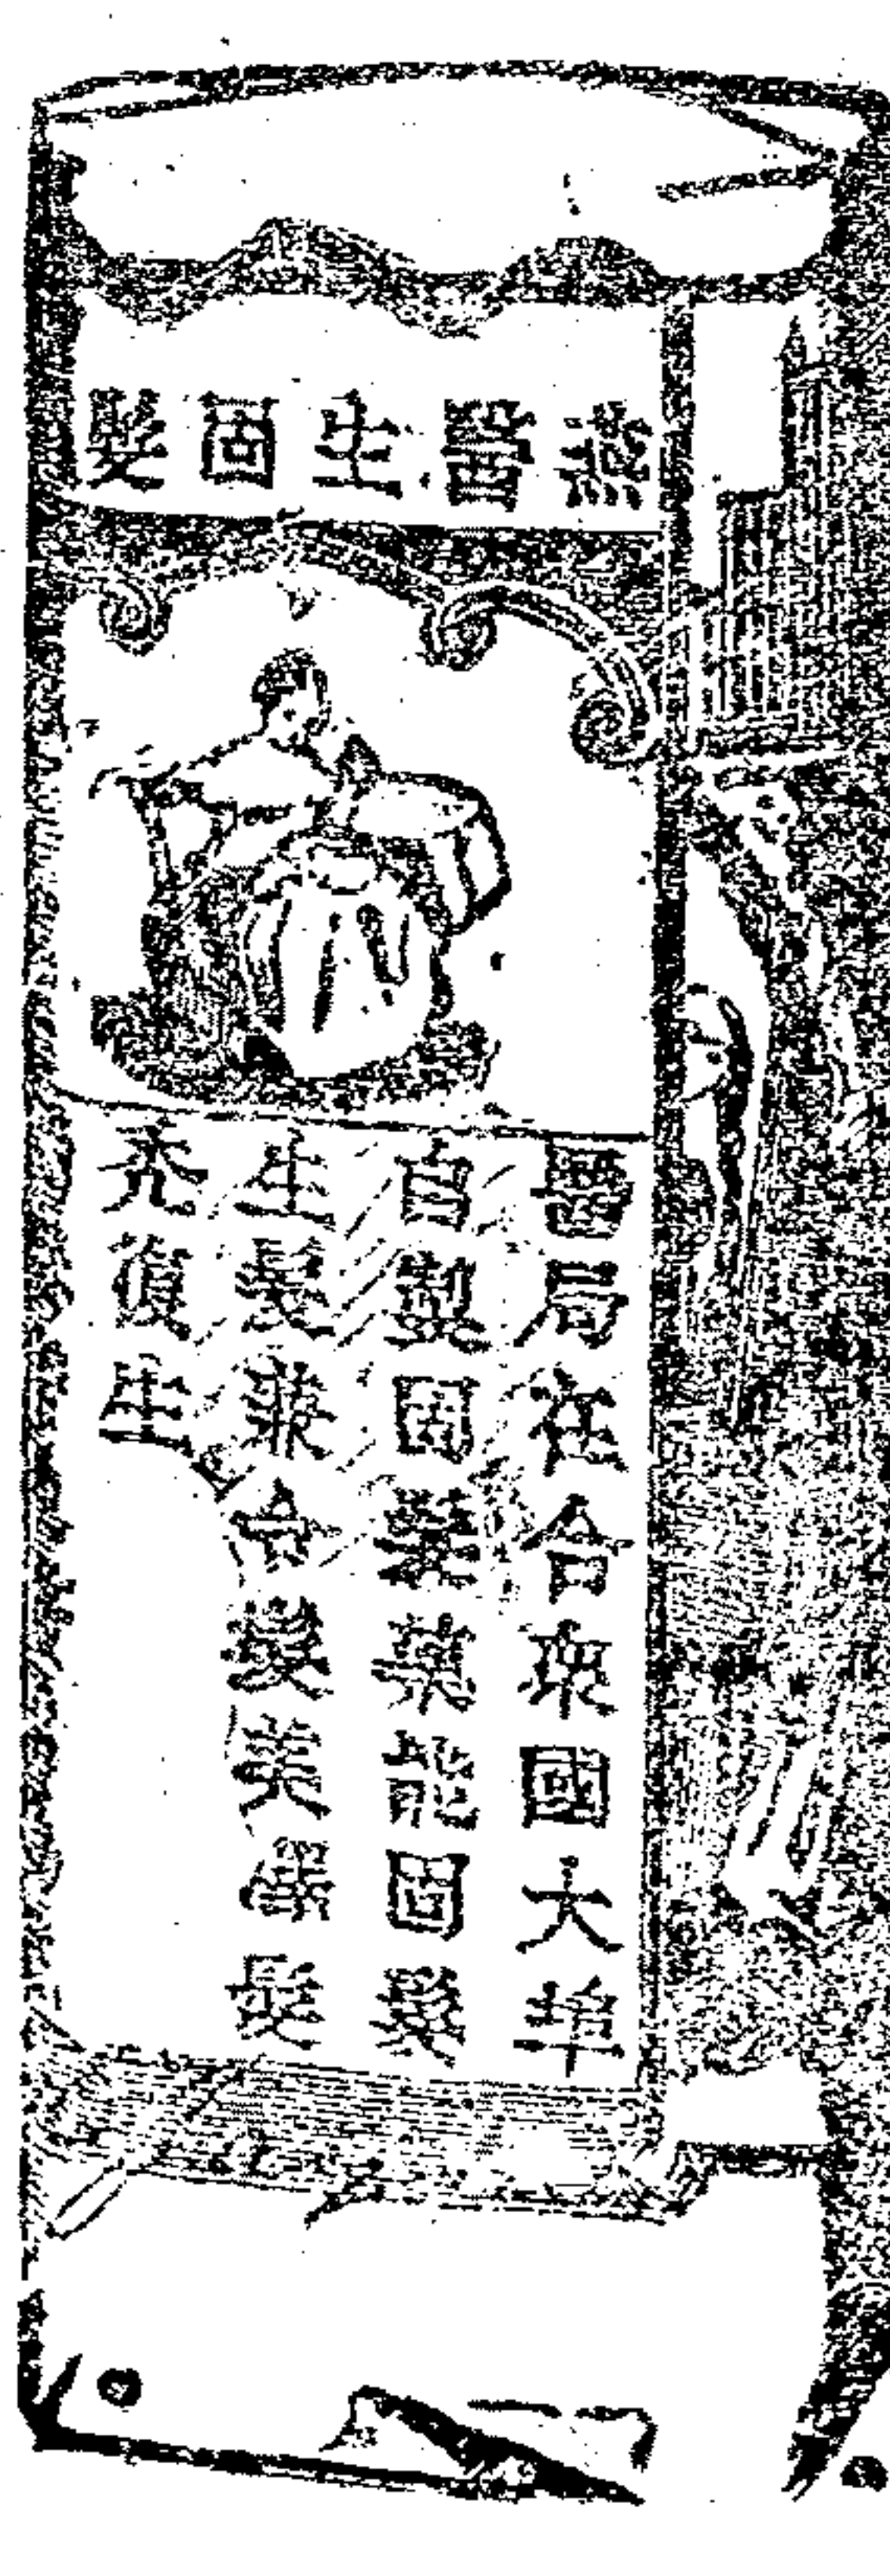 燕醫生固髮
醫局在合衆國大埠
自製固髮藥能固髮
生髮兼令髮美長
禿復生